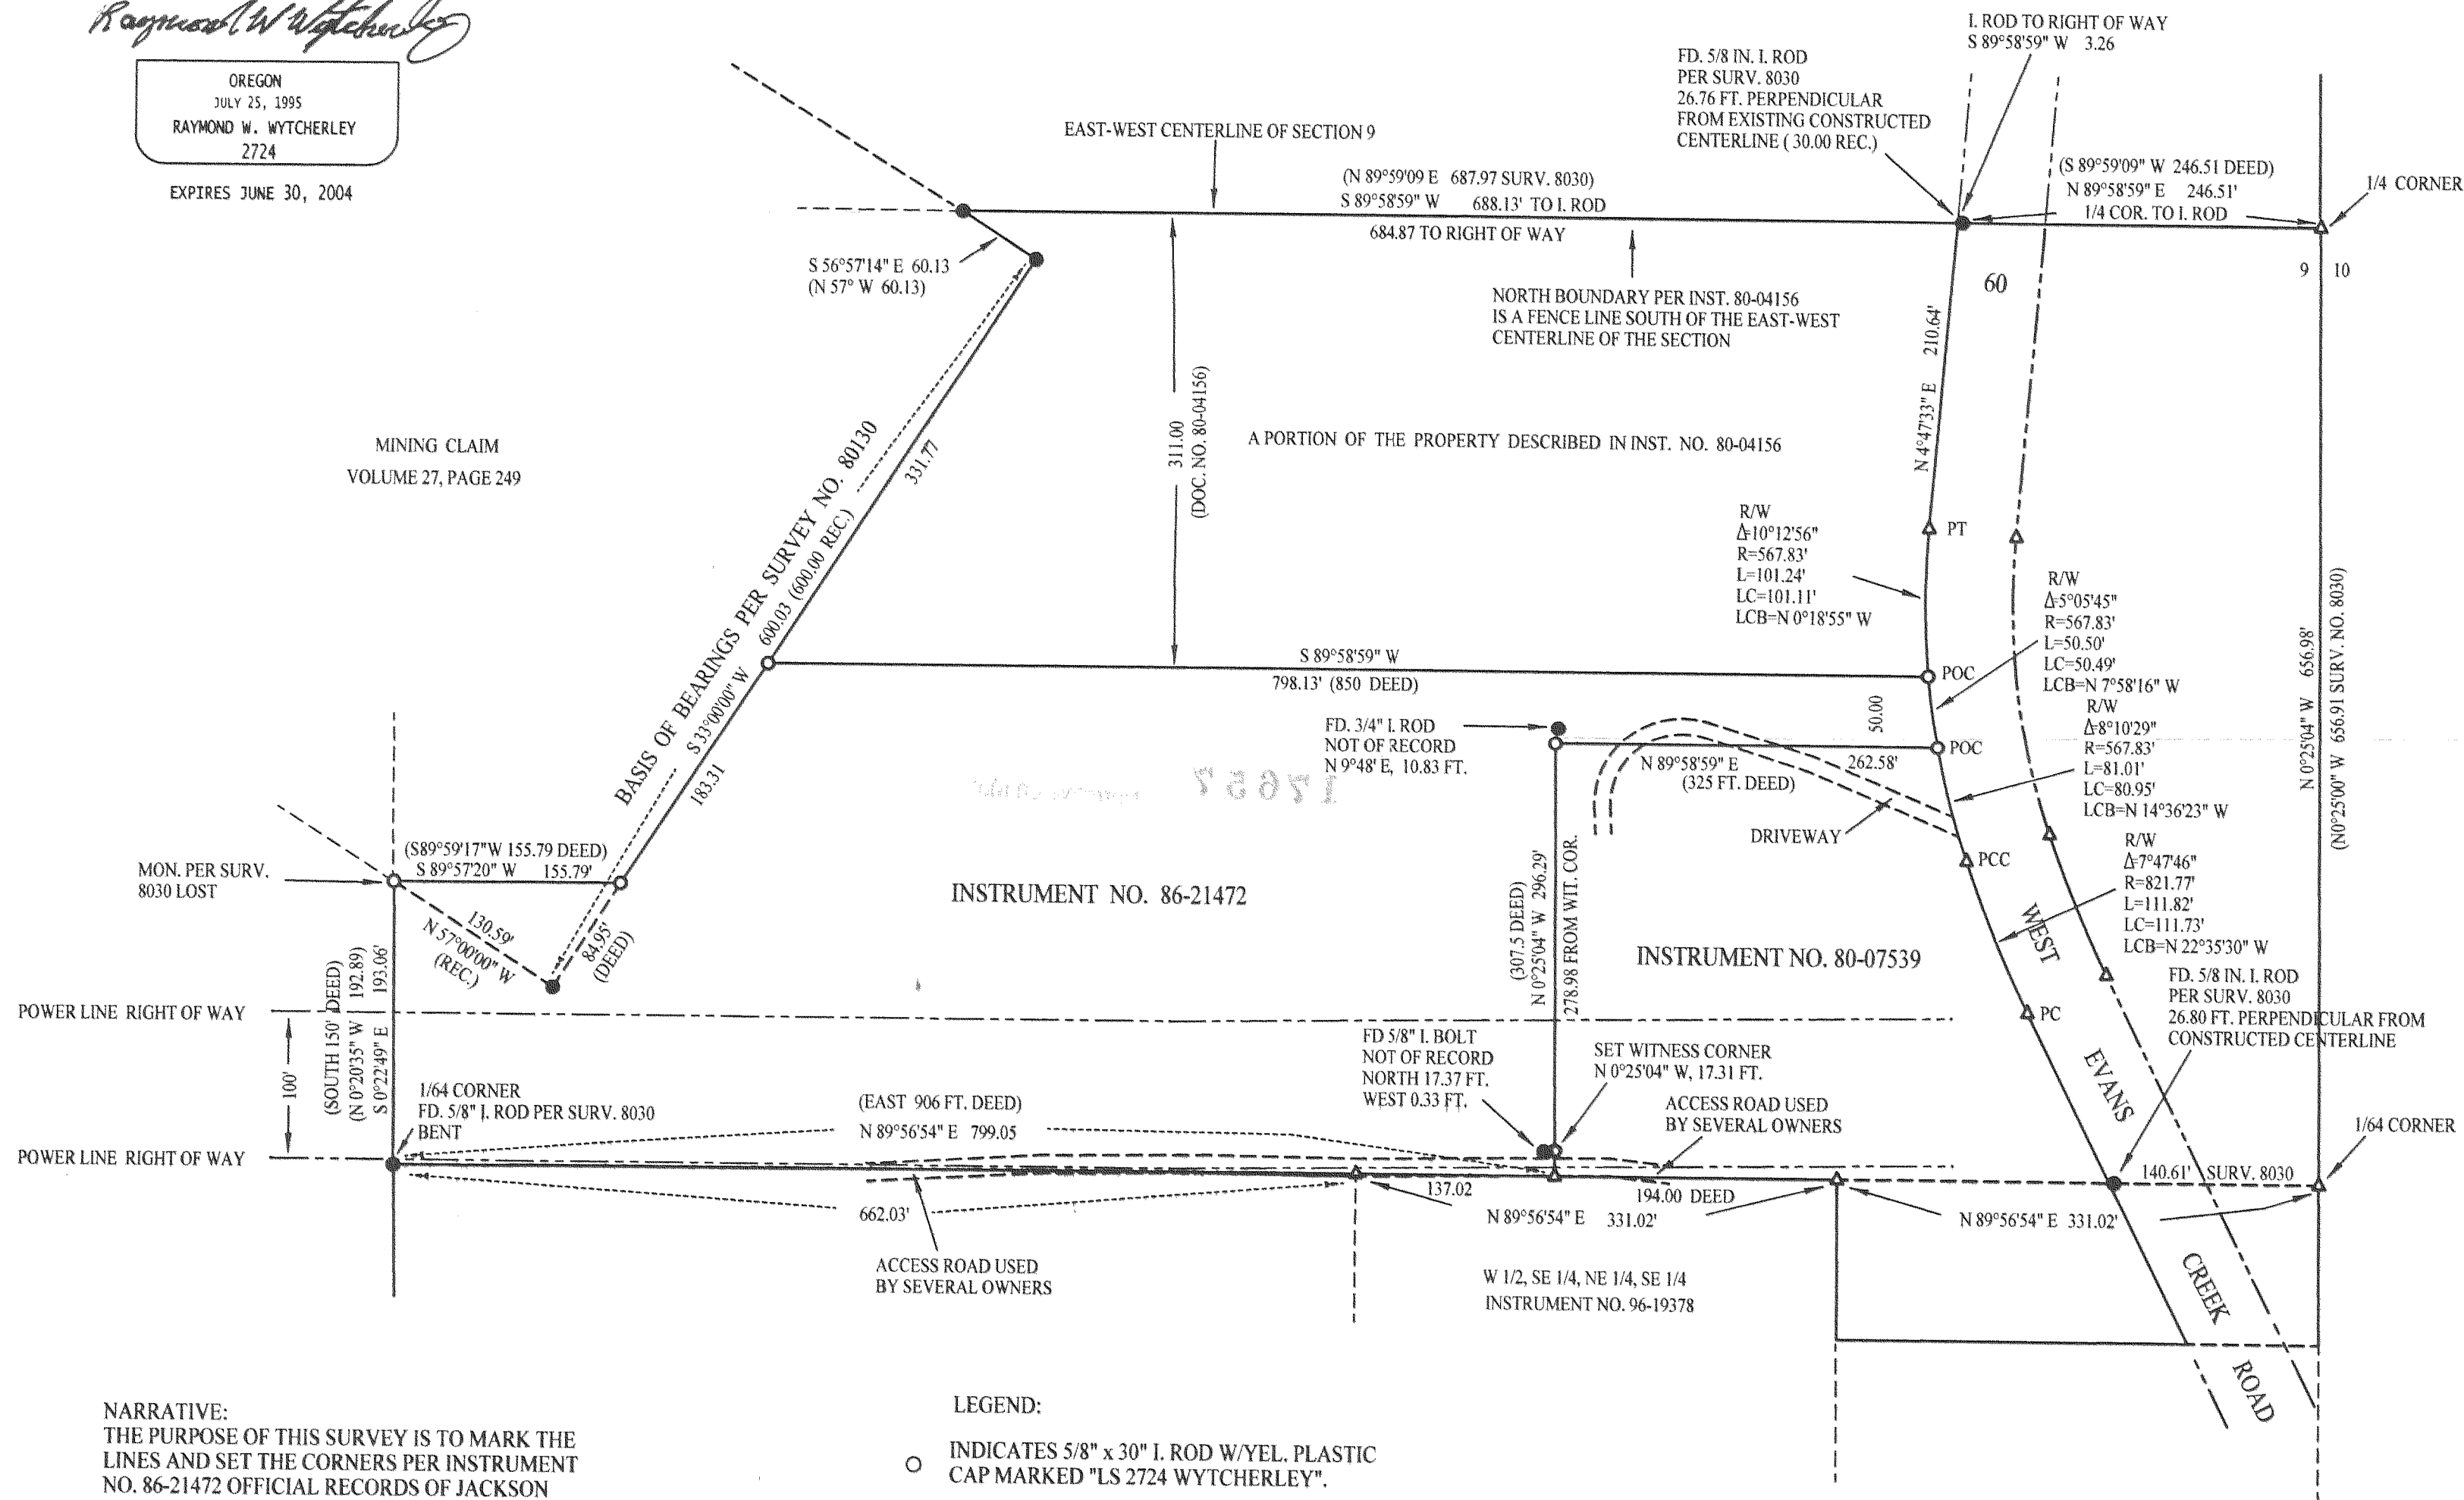 Raymond W Wytcherley
OREGON
JULY 25, 1995
RAYMOND W. WYTCHERLEY
2724
EXPIRES JUNE 30, 2004
I. ROD TO RIGHT OF WAY
S 89°58'59" W 3.26
FD. 5/8 IN. I. ROD
PER SURV. 8030
26.76 FT. PERPENDICULAR
FROM EXISTING CONSTRUCTED
CENTERLINE ( 30.00 REC.)
EAST-WEST CENTERLINE OF SECTION 9
(N 89°59'09 E 687.97 SURV. 8030)
S 89°58'59" W 688.13' TO I. ROD
684.87 TO RIGHT OF WAY
(S 89°59'09" W 246.51 DEED)
N 89°58'59" E 246.51'
1/4 COR. TO I. ROD
1/4 CORNER
9 10
60
S 56°57'14" E 60.13
(N 57° W 60.13)
NORTH BOUNDARY PER INST. 80-04156
IS A FENCE LINE SOUTH OF THE EAST-WEST
CENTERLINE OF THE SECTION
N 4°47'33" E 210.64'
311.00
(DOC. NO. 80-04156)
A PORTION OF THE PROPERTY DESCRIBED IN INST. NO. 80-04156
MINING CLAIM
VOLUME 27, PAGE 249
BASIS OF BEARINGS PER SURVEY NO. 80130
S 33°00'00" W 600.03 (600.00 REC.)
331.77
183.31
R/W
Δ=10°12'56"
R=567.83'
L=101.24'
LC=101.11'
LCB=N 0°18'55" W
PT
R/W
Δ=5°05'45"
R=567.83'
L=50.50'
LC=50.49'
LCB=N 7°58'16" W
R/W
Δ=8°10'29"
R=567.83'
L=81.01'
LC=80.95'
LCB=N 14°36'23" W
R/W
Δ=7°47'46"
R=821.77'
L=111.82'
LC=111.73'
LCB=N 22°35'30" W
N 0°25'04" W 656.98'
(N0°25'00" W 656.91 SURV. NO. 8030)
S 89°58'59" W
798.13' (850 DEED)
POC
50.00
POC
FD. 3/4" I. ROD
NOT OF RECORD
N 9°48' E, 10.83 FT.
N 89°58'59" E 262.58'
(325 FT. DEED)
DRIVEWAY
PCC
17957
MON. PER SURV.
8030 LOST
(S89°59'17"W 155.79 DEED)
S 89°57'20" W 155.79'
130.59'
N 57°00'00" W
(REC.)
84.95'
(DEED)
INSTRUMENT NO. 86-21472
(307.5 DEED)
N 0°25'04" W 296.29'
278.98 FROM WIT. COR.
INSTRUMENT NO. 80-07539
FD. 5/8 IN. I. ROD
PER SURV. 8030
26.80 FT. PERPENDICULAR FROM
CONSTRUCTED CENTERLINE
PC
WEST
EVANS
CREEK
ROAD
POWER LINE RIGHT OF WAY
100'
POWER LINE RIGHT OF WAY
(SOUTH 150' DEED)
(N 0°20'35" W 192.89)
S 0°22'49" E 193.06'
1/64 CORNER
FD. 5/8" I. ROD PER SURV. 8030
BENT
(EAST 906 FT. DEED)
N 89°56'54" E 799.05
FD 5/8" I. BOLT
NOT OF RECORD
NORTH 17.37 FT.
WEST 0.33 FT.
SET WITNESS CORNER
N 0°25'04" W, 17.31 FT.
ACCESS ROAD USED
BY SEVERAL OWNERS
1/64 CORNER
140.61' SURV. 8030
137.02
194.00 DEED
662.03'
N 89°56'54" E 331.02'
N 89°56'54" E 331.02'
ACCESS ROAD USED
BY SEVERAL OWNERS
W 1/2, SE 1/4, NE 1/4, SE 1/4
INSTRUMENT NO. 96-19378
NARRATIVE:
THE PURPOSE OF THIS SURVEY IS TO MARK THE
LINES AND SET THE CORNERS PER INSTRUMENT
NO. 86-21472 OFFICIAL RECORDS OF JACKSON
LEGEND:
INDICATES 5/8" x 30" I. ROD W/YEL. PLASTIC
CAP MARKED "LS 2724 WYTCHERLEY".